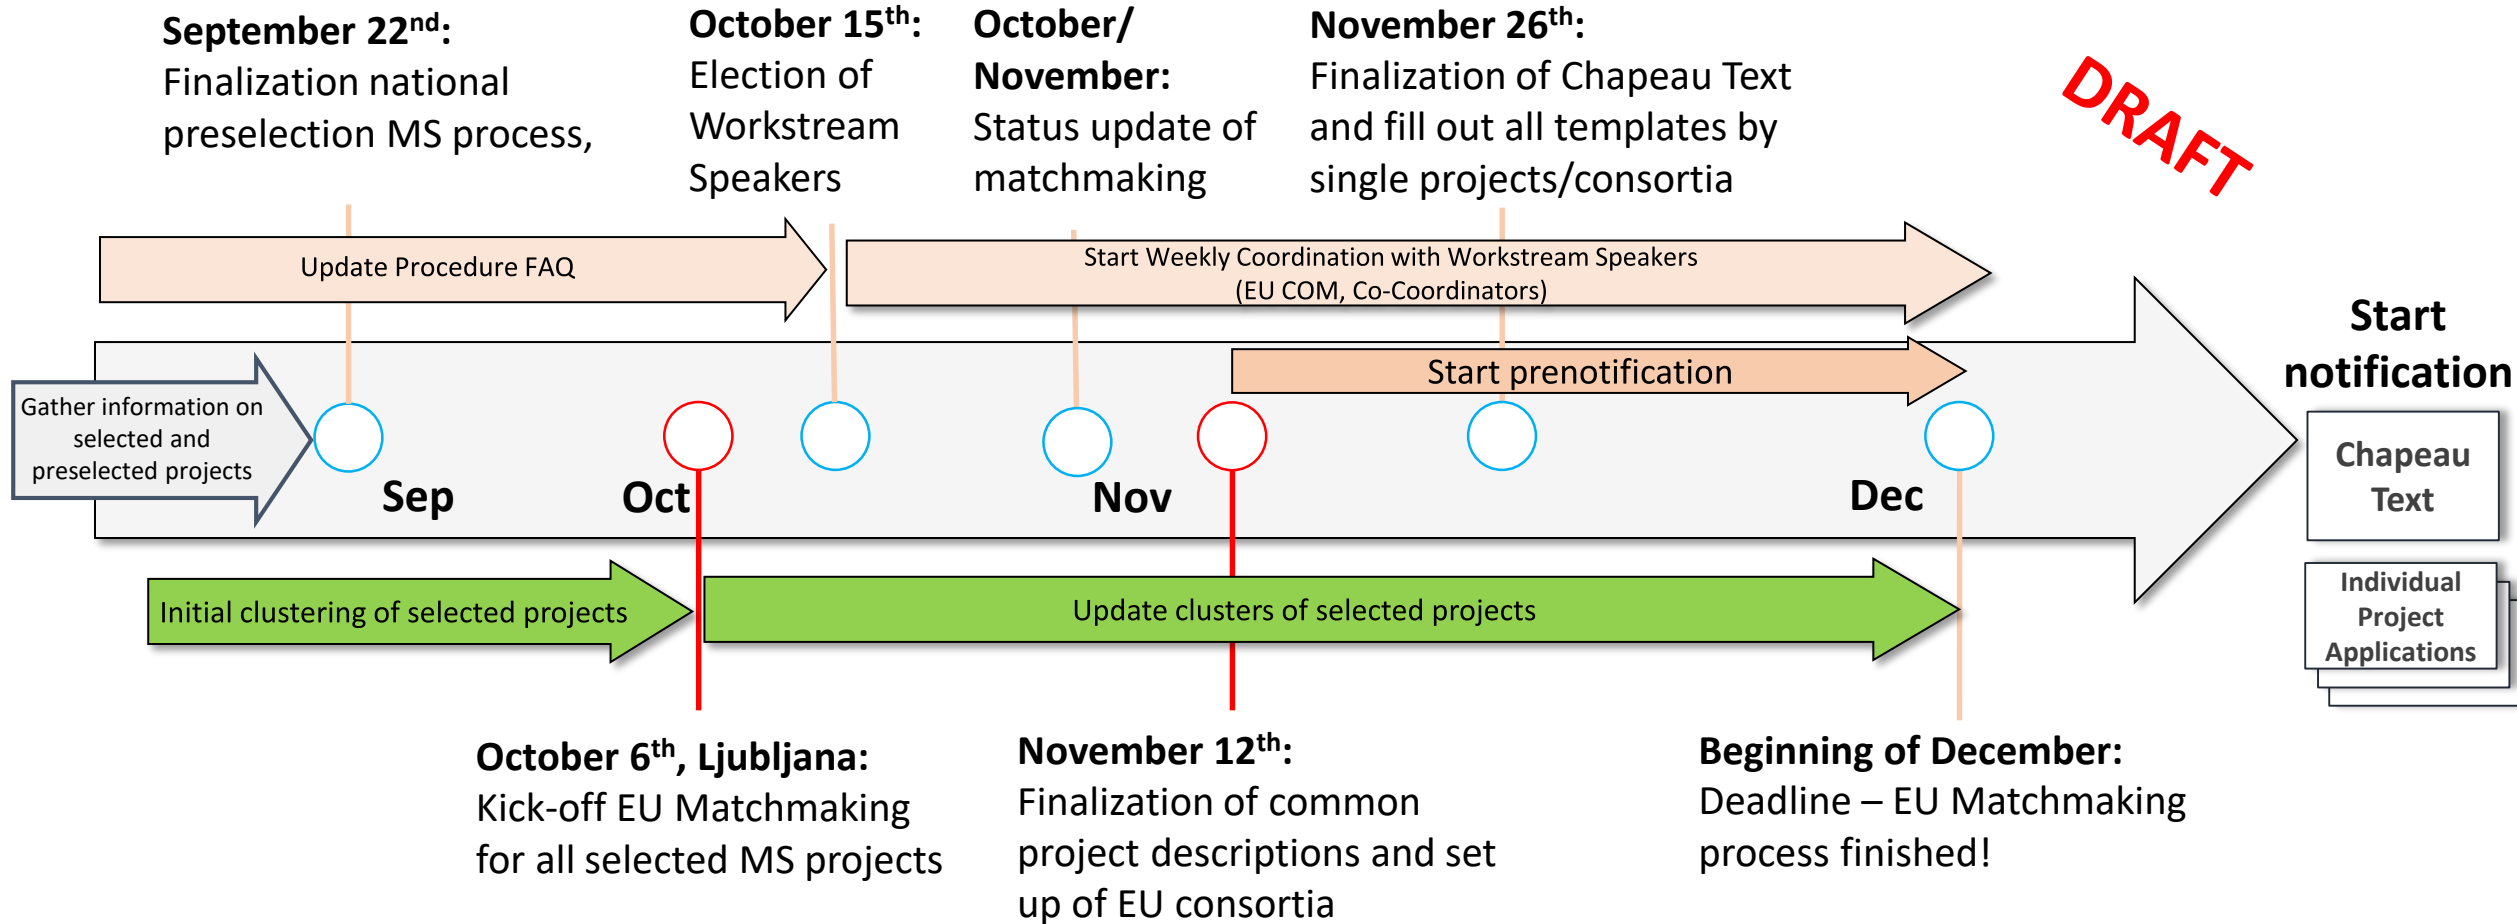 September 22nd:
Finalization national
preselection MS process,
October 15th:
Election of
Workstream
Speakers
October/
November:
Status update of
matchmaking
November 26th:
Finalization of Chapeau Text
and fill out all templates by
single projects/consortia
DRAFT
Update Procedure FAQ
Start Weekly Coordination with Workstream Speakers
(EU COM, Co-Coordinators)
Start prenotification
Gather information on
selected and
preselected projects
Sep
Oct
Nov
Dec
Start
notification
Chapeau
Text
Individual
Project
Applications
Initial clustering of selected projects
Update clusters of selected projects
October 6th, Ljubljana:
Kick-off EU Matchmaking
for all selected MS projects
November 12th:
Finalization of common
project descriptions and set
up of EU consortia
Beginning of December:
Deadline – EU Matchmaking
process finished!